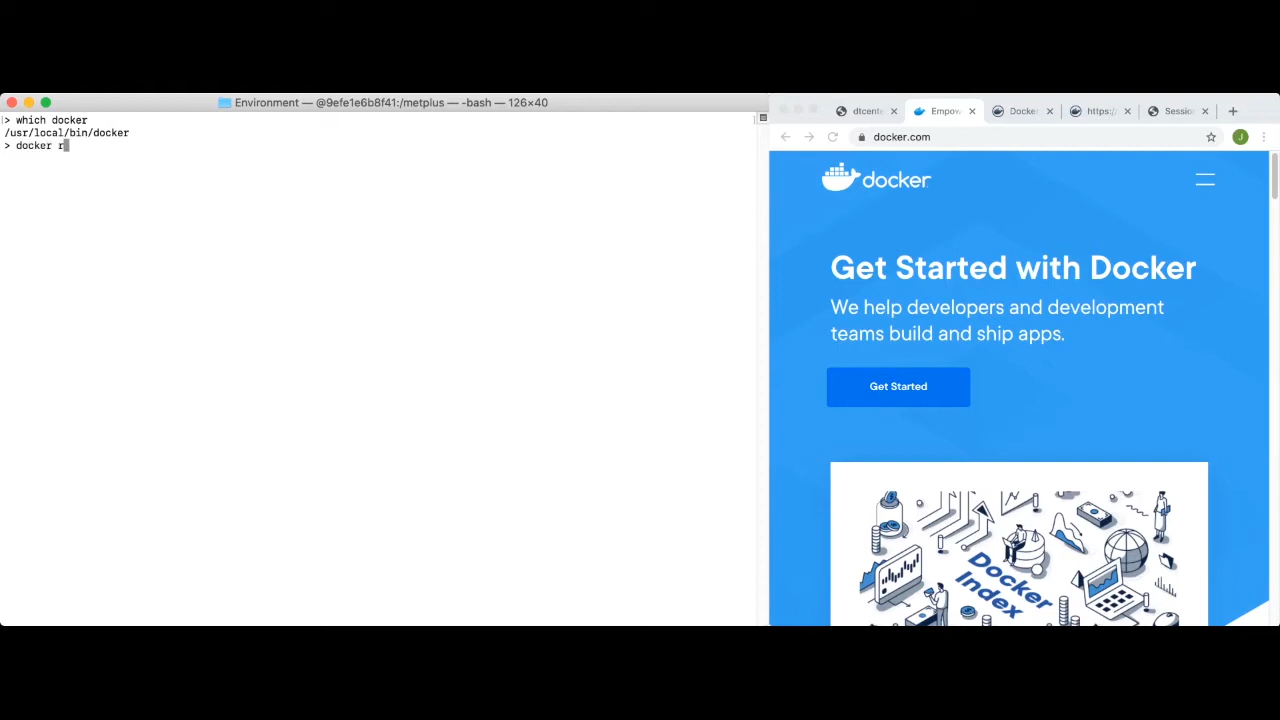 Environment — @9efe1e6b8f41:/metplus — -bash — 126×40
> which docker
/usr/local/bin/docker
> docker r
dtcente
Empow
Docker
https:/
Sessio
docker.com
J
docker
Get Started with Docker
We help developers and development
teams build and ship apps.
Get Started
Docker
Index